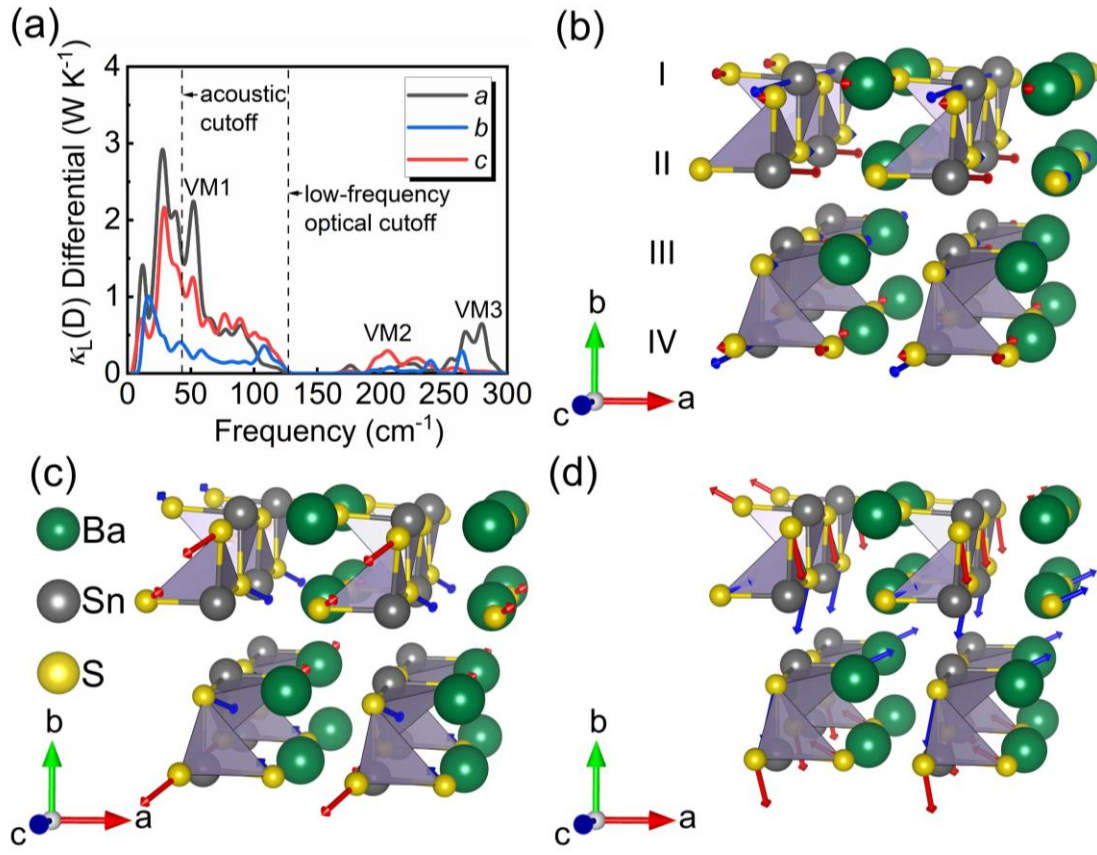 (a)
κL(D) Differential (W K⁻¹)
4
3
2
1
0
0 50 100 150 200 250 300
Frequency (cm⁻¹)
acoustic
cutoff
VM1
low-frequency
optical cutoff
VM2
VM3
a
b
c
(b)
I
II
III
IV
b
c
a
(c)
Ba
Sn
S
b
c
a
(d)
b
c
a